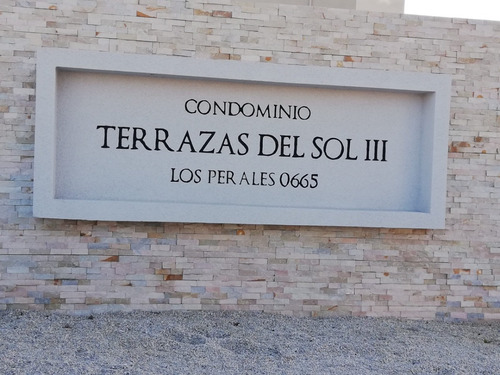 CONDOMINIO
TERRAZAS DEL SOL III
LOS PERALES 0665